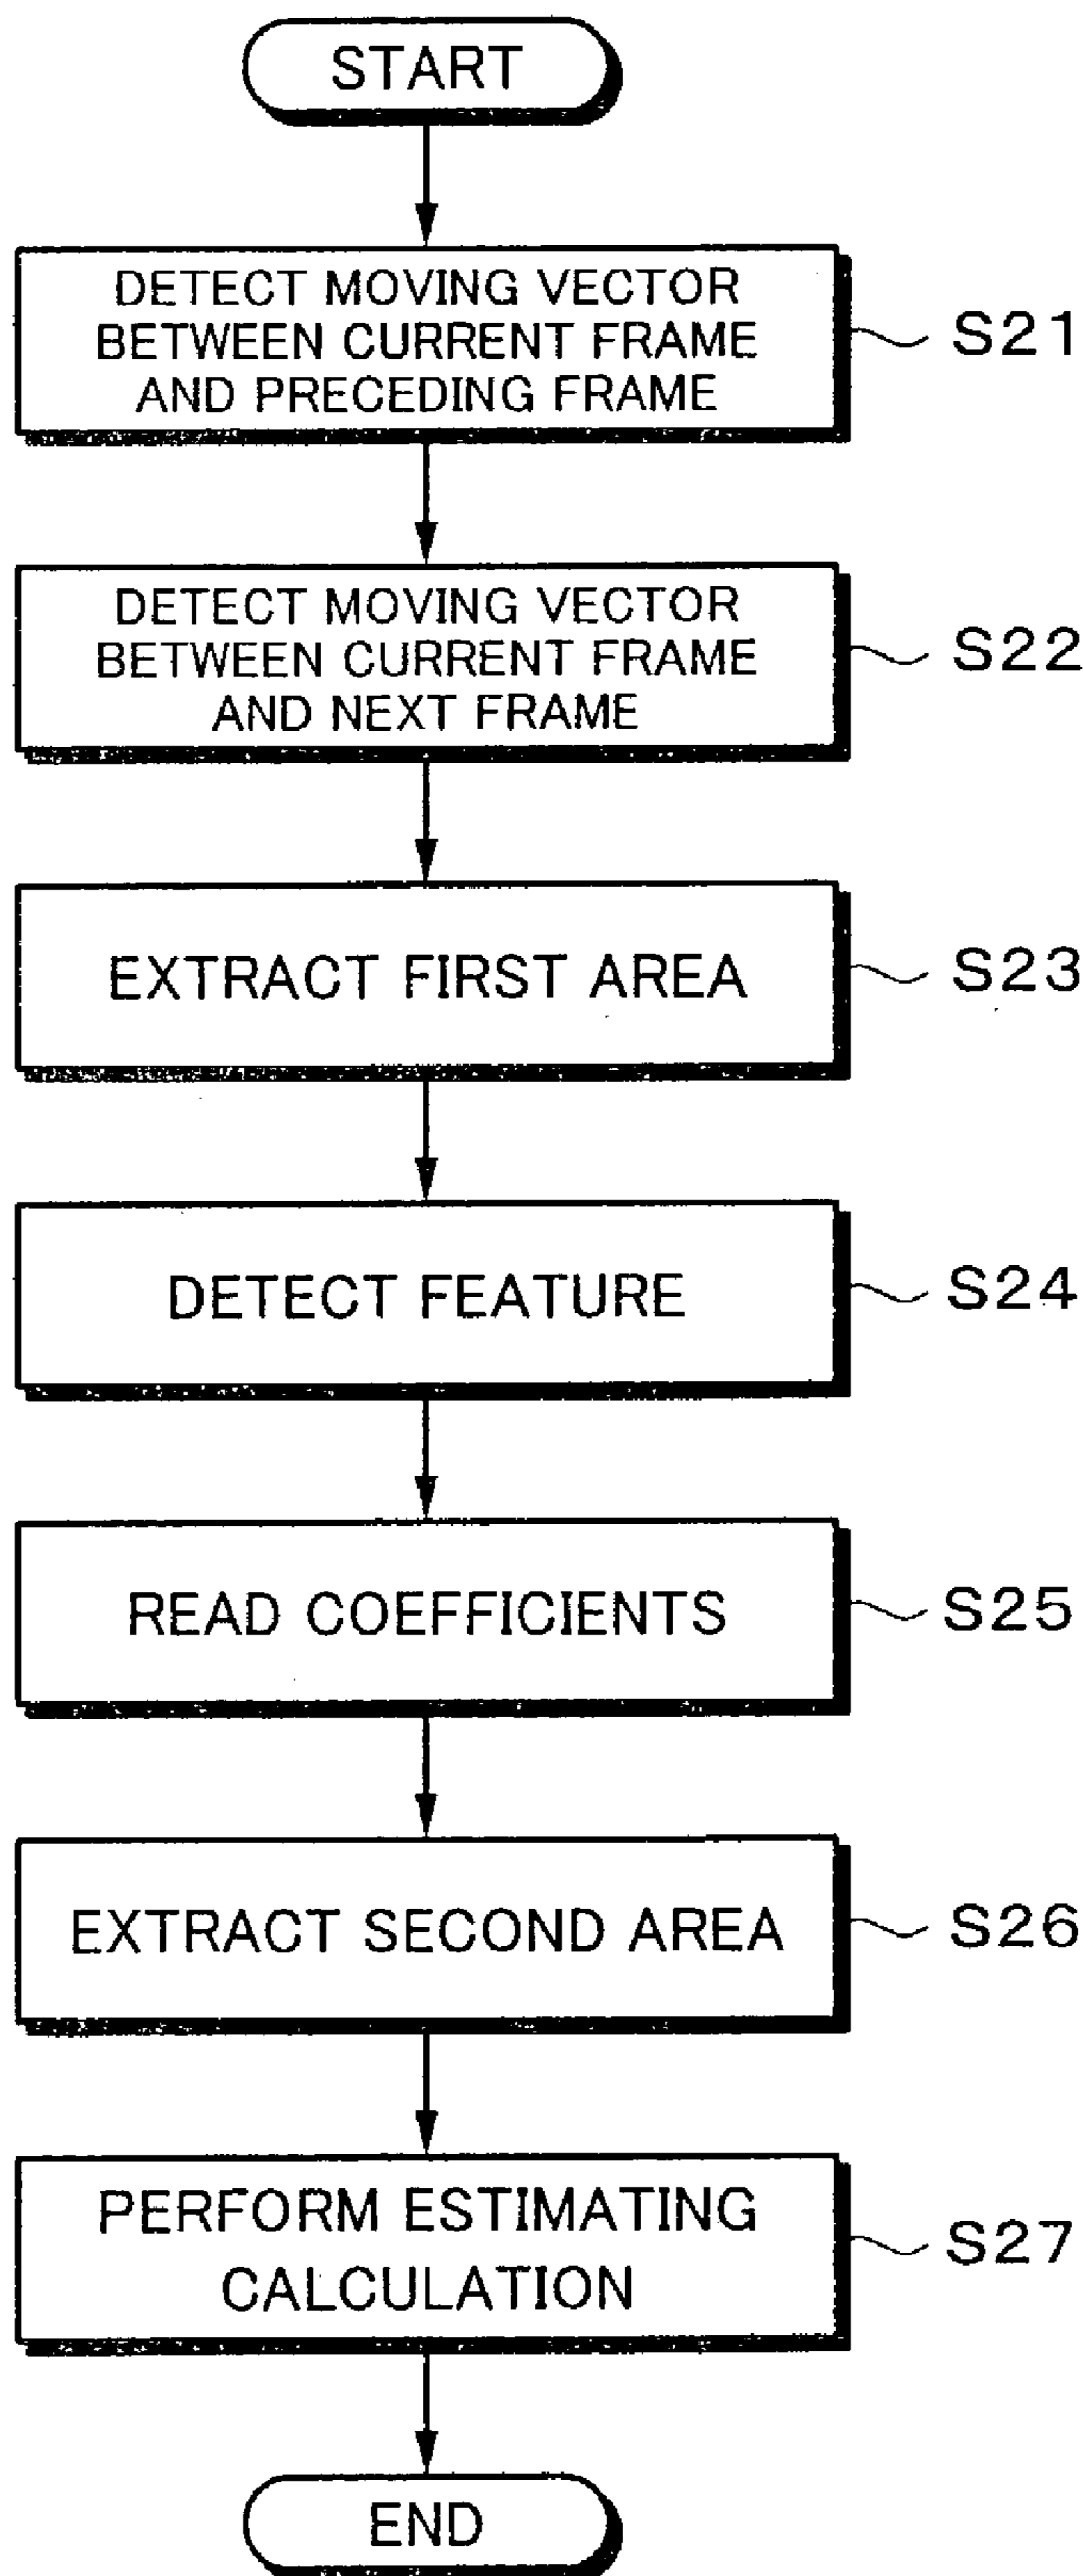 START
DETECT MOVING VECTOR
BETWEEN CURRENT FRAME
AND PRECEDING FRAME
S21
DETECT MOVING VECTOR
BETWEEN CURRENT FRAME
AND NEXT FRAME
S22
EXTRACT FIRST AREA
S23
DETECT FEATURE
S24
READ COEFFICIENTS
S25
EXTRACT SECOND AREA
S26
PERFORM ESTIMATING
CALCULATION
S27
END